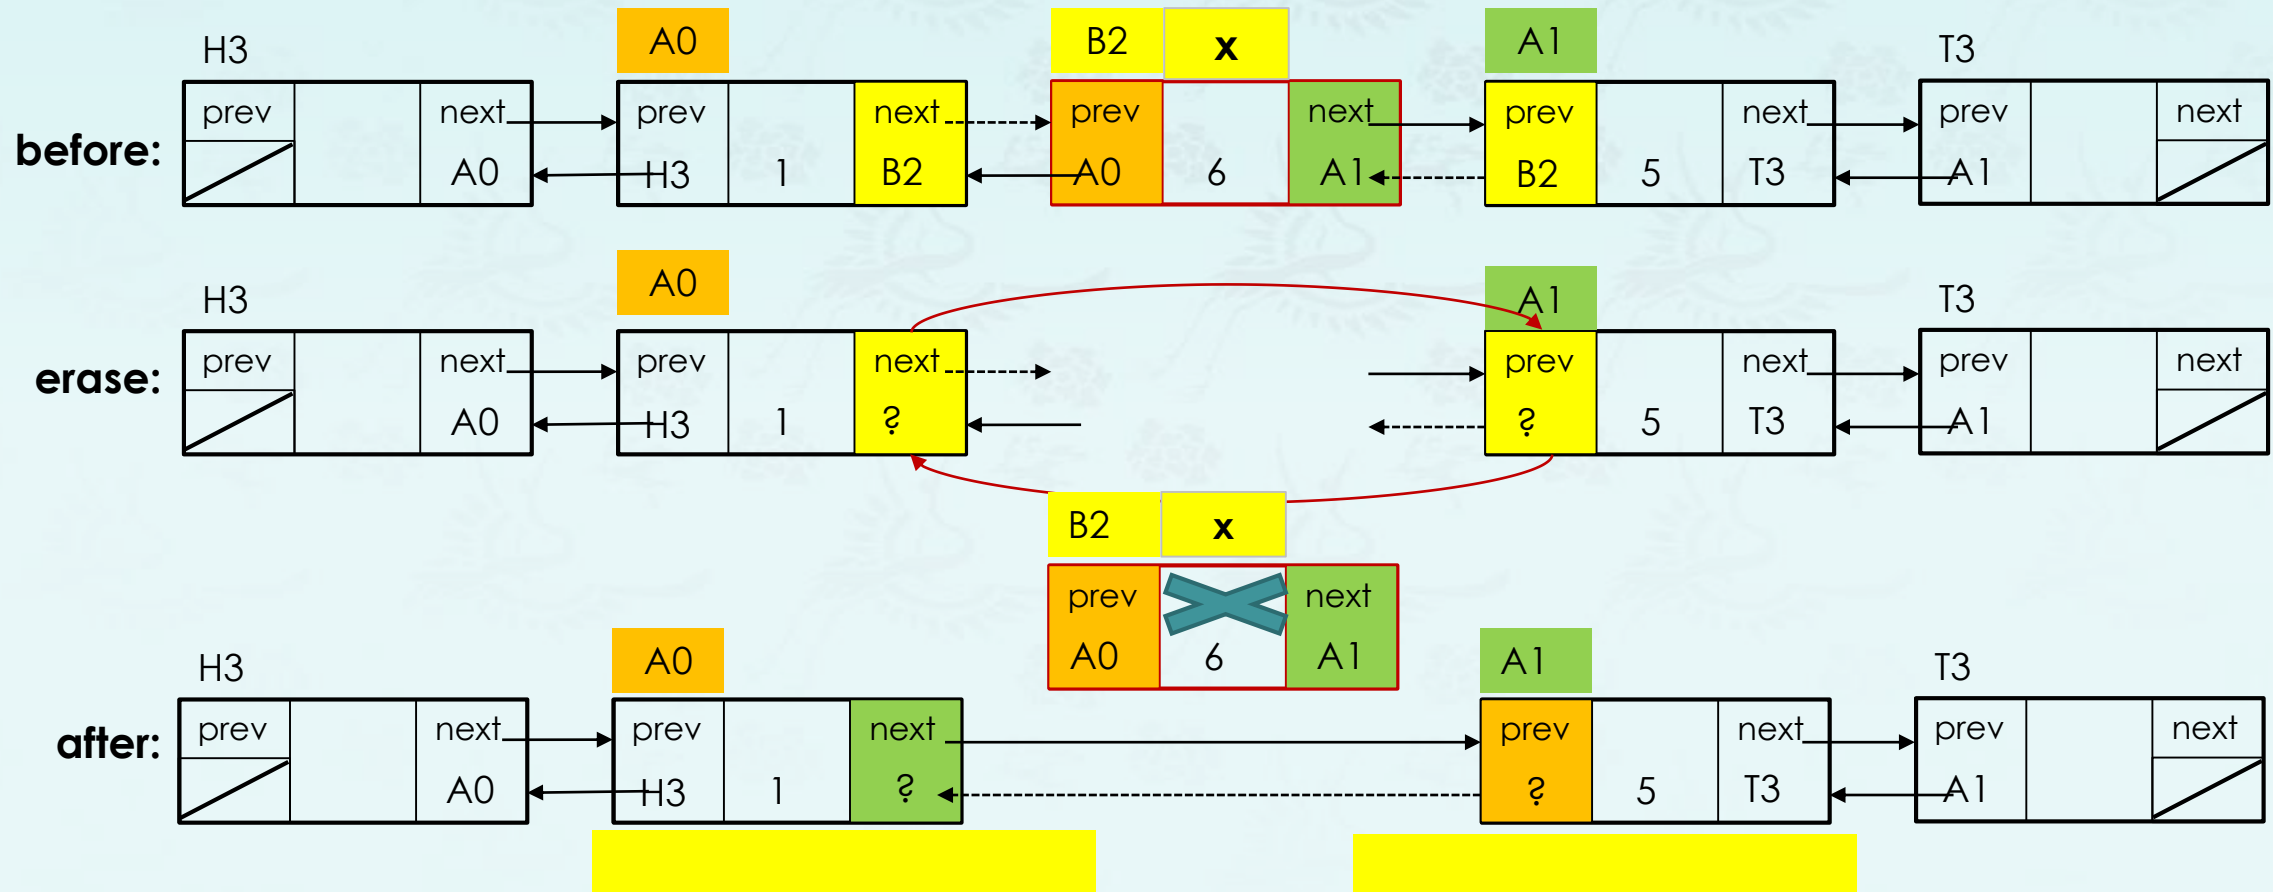 H3 A0 B2 x A1 T3
before: prev next prev next prev next prev next prev next
A0 H3 1 B2 A0 6 A1 B2 5 T3 A1
H3 A0 A1 T3
erase: prev next prev next prev next prev next
A0 H3 1 ? ? 5 T3 A1
B2 x
prev next
A0 6 A1
H3 A0 A1 T3
after: prev next prev next prev next prev next
A0 H3 1 ? ? 5 T3 A1